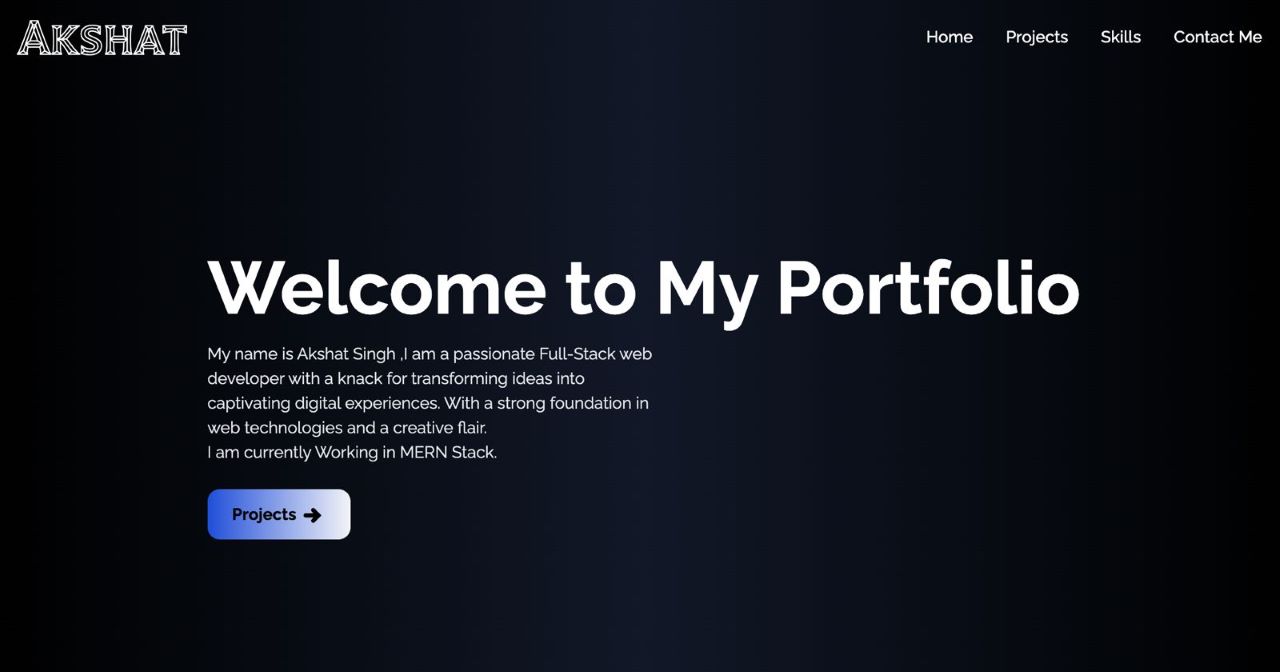 AKSHAT
Home
Projects
Skills
Contact Me
Welcome to My Portfolio
My name is Akshat Singh ,I am a passionate Full-Stack web
developer with a knack for transforming ideas into
captivating digital experiences. With a strong foundation in
web technologies and a creative flair.
I am currently Working in MERN Stack.
Projects